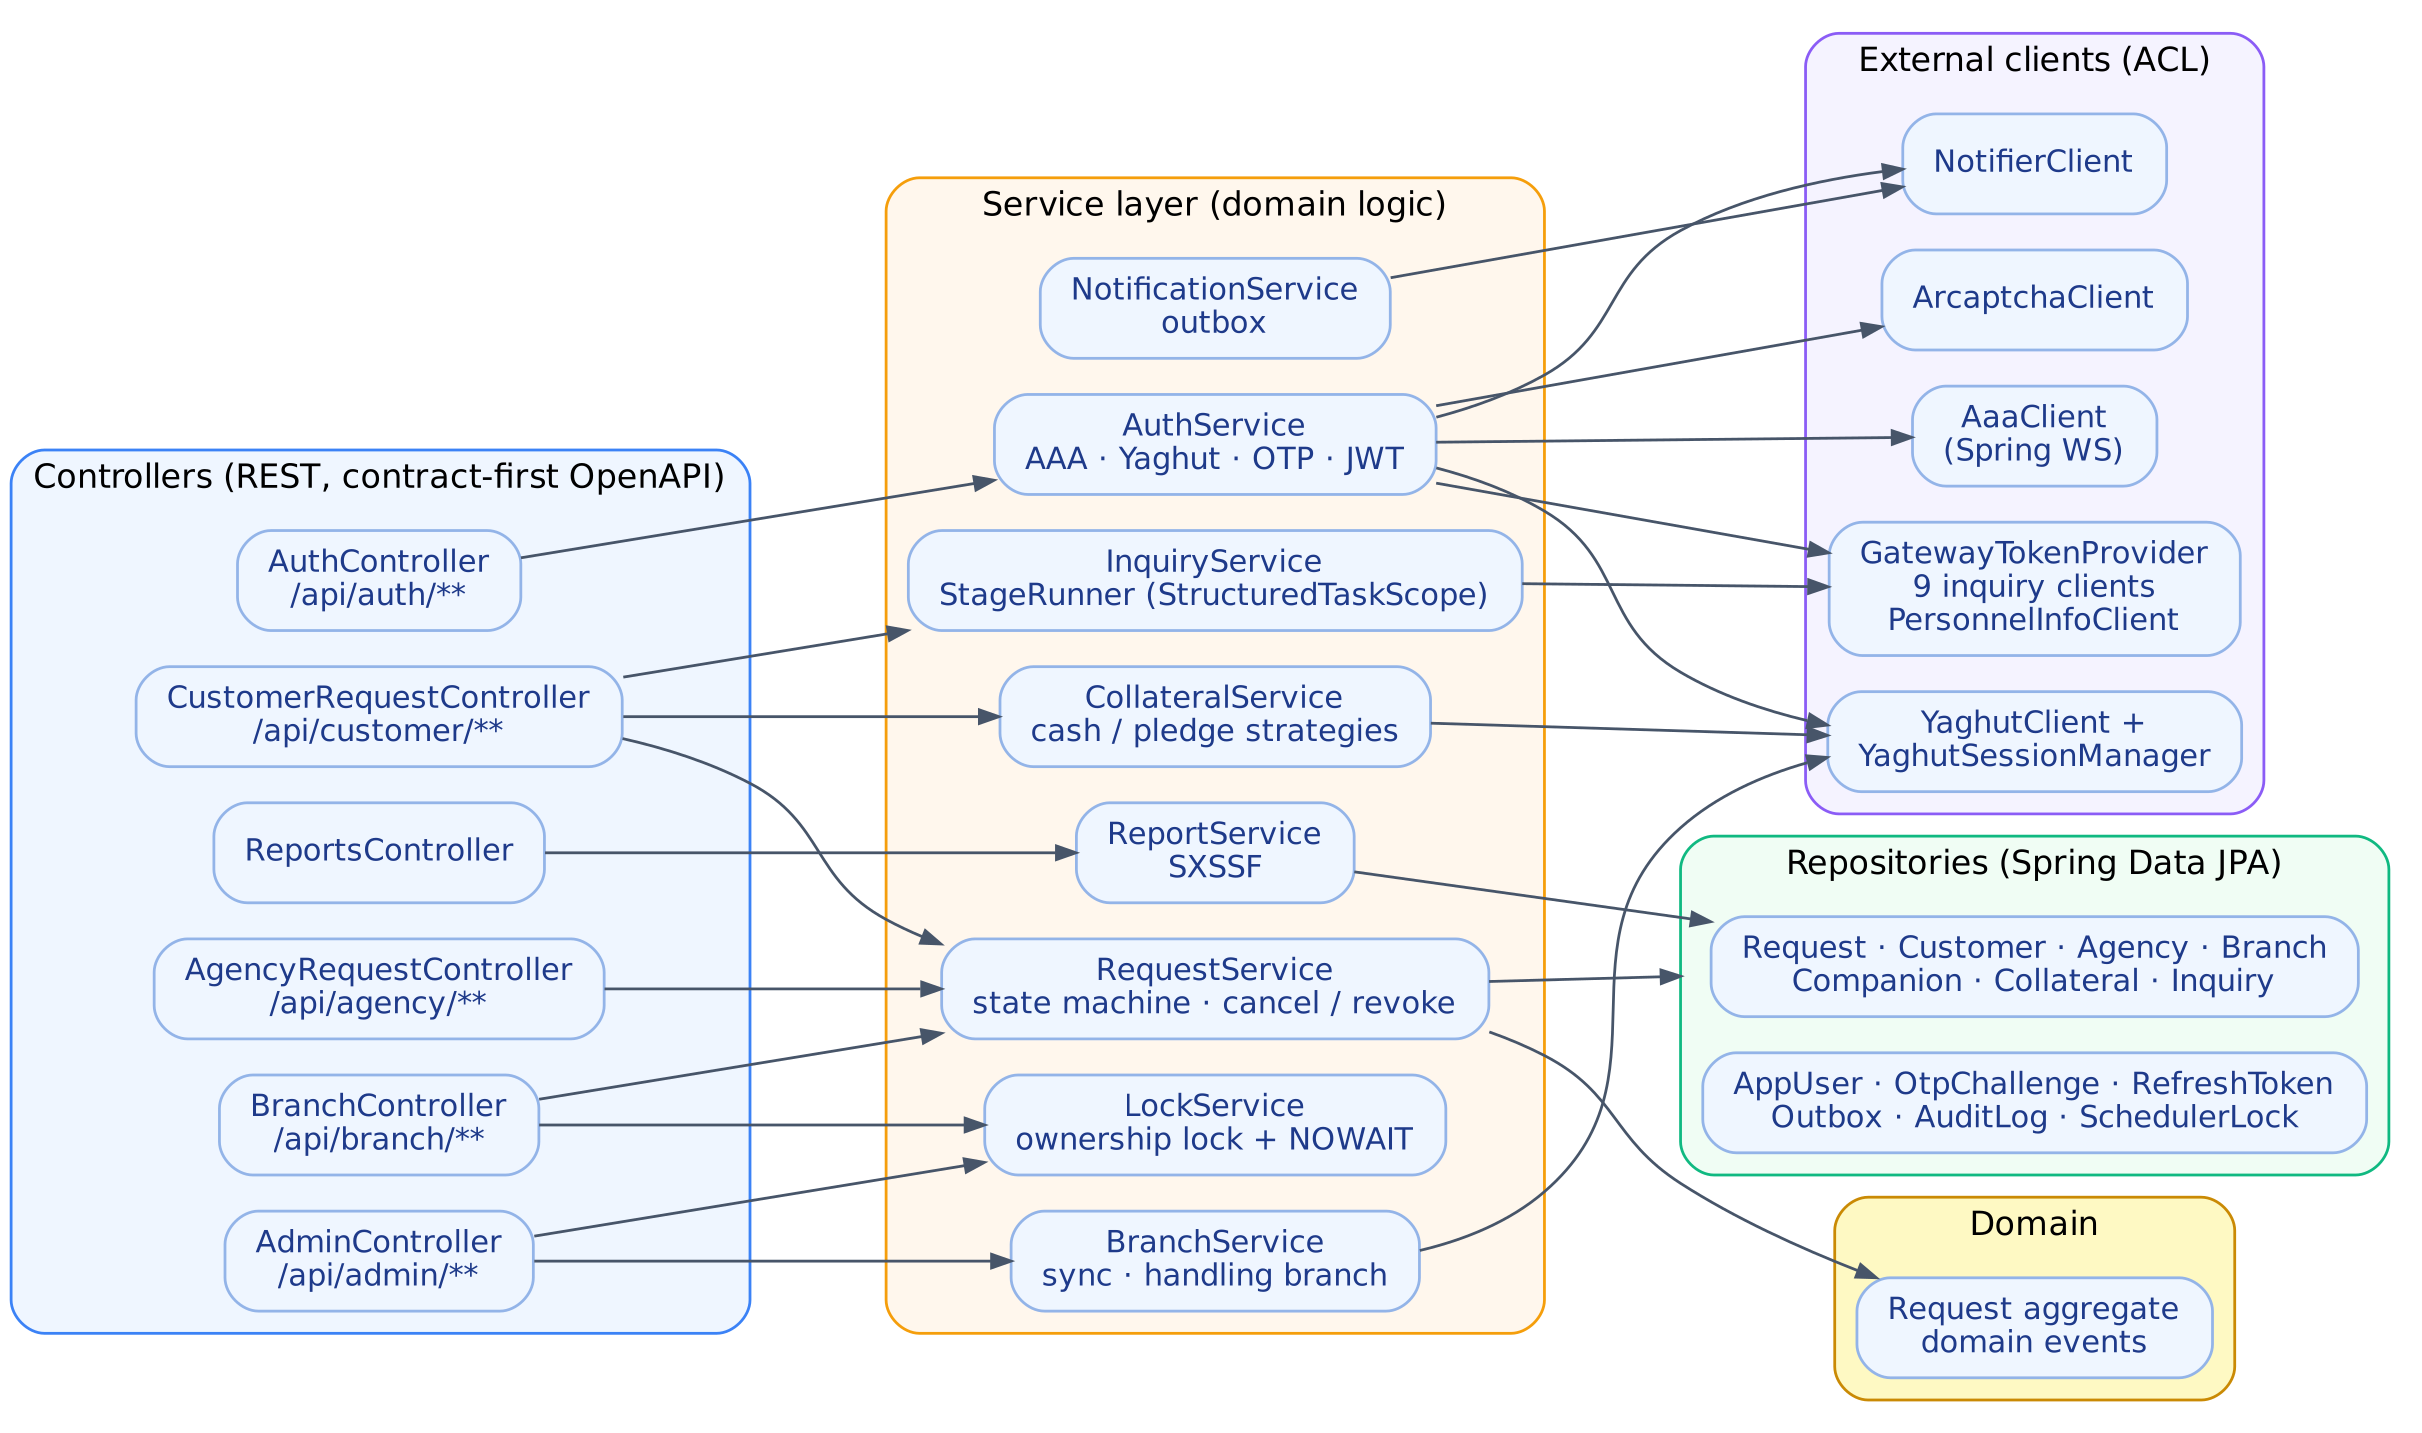 Controllers (REST, contract-first OpenAPI)
AuthController
/api/auth/**
CustomerRequestController
/api/customer/**
ReportsController
AgencyRequestController
/api/agency/**
BranchController
/api/branch/**
AdminController
/api/admin/**
Service layer (domain logic)
NotificationService
outbox
AuthService
AAA · Yaghut · OTP · JWT
InquiryService
StageRunner (StructuredTaskScope)
CollateralService
cash / pledge strategies
ReportService
SXSSF
RequestService
state machine · cancel / revoke
LockService
ownership lock + NOWAIT
BranchService
sync · handling branch
External clients (ACL)
NotifierClient
ArcaptchaClient
AaaClient
(Spring WS)
GatewayTokenProvider
9 inquiry clients
PersonnelInfoClient
YaghutClient +
YaghutSessionManager
Repositories (Spring Data JPA)
Request · Customer · Agency · Branch
Companion · Collateral · Inquiry
AppUser · OtpChallenge · RefreshToken
Outbox · AuditLog · SchedulerLock
Domain
Request aggregate
domain events